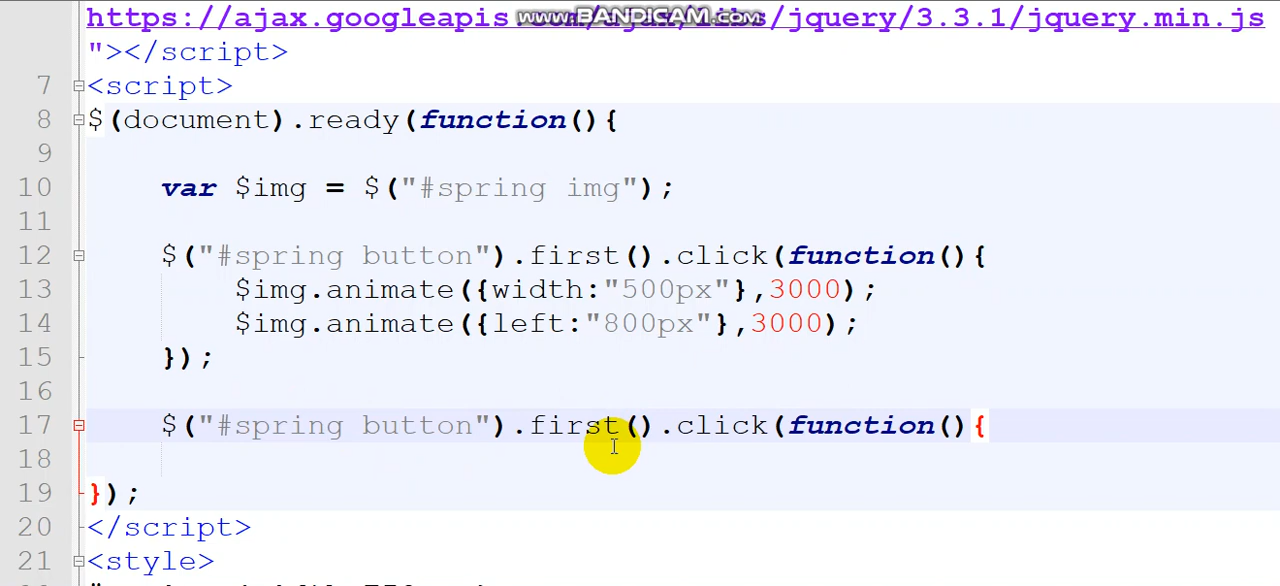 www.BANDICAM.com
https://ajax.googleapis com/ajax/libs/jquery/3.3.1/jquery.min.js
"></script>
7 <script>
8 $(document).ready(function(){
9
10 var $img = $("#spring img");
11
12 $("#spring button").first().click(function(){
13 $img.animate({width:"500px"},3000);
14 $img.animate({left:"800px"},3000);
15 });
16
17 $("#spring button").first().click(function(){
18
19 });
20 </script>
21 <style>